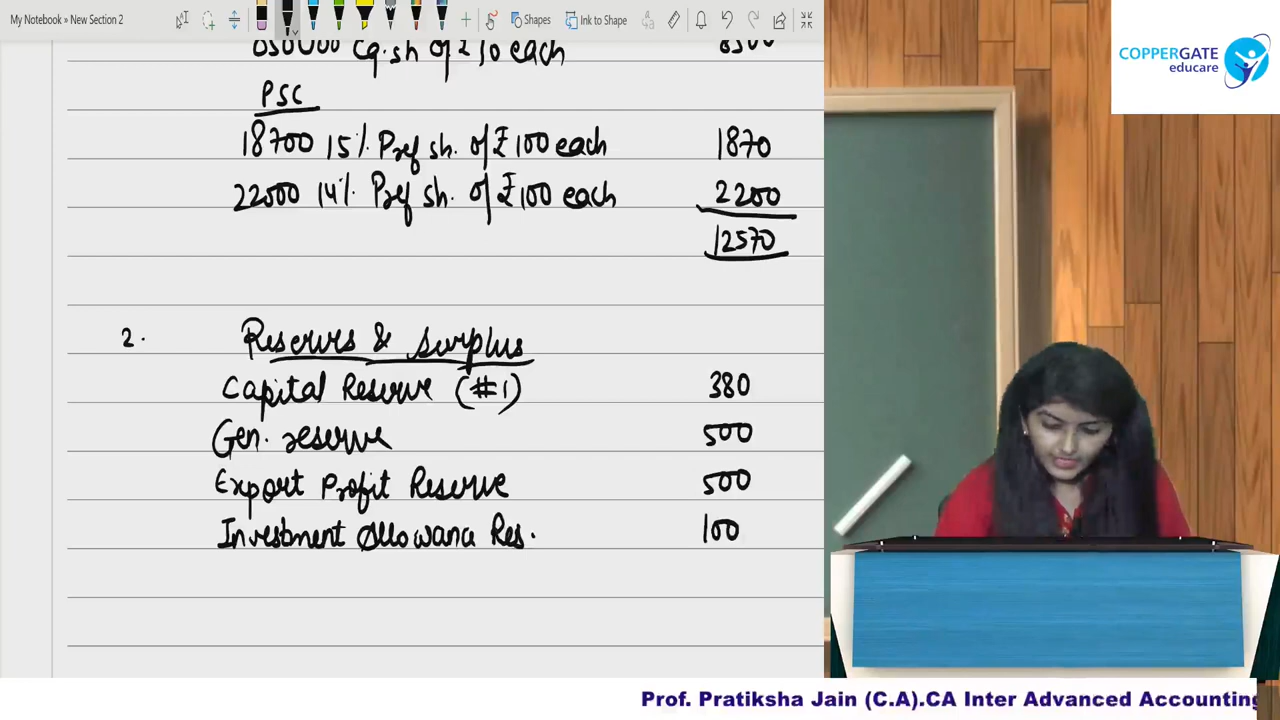 My Notebook » New Section 2
Shapes
Ink to Shape
COPPERGATE
educare
850000 Eq.sh of ₹10 each 8500
PSC
18700 15% Pref sh. of ₹100 each 1870
22000 14% Pref sh. of ₹100 each 2200
12570
2. Reserves & Surplus
Capital Reserve (#1) 380
Gen. reserve 500
Export Profit Reserve 500
Investment Allowance Res. 100
Prof. Pratiksha Jain (C.A).CA Inter Advanced Accounting